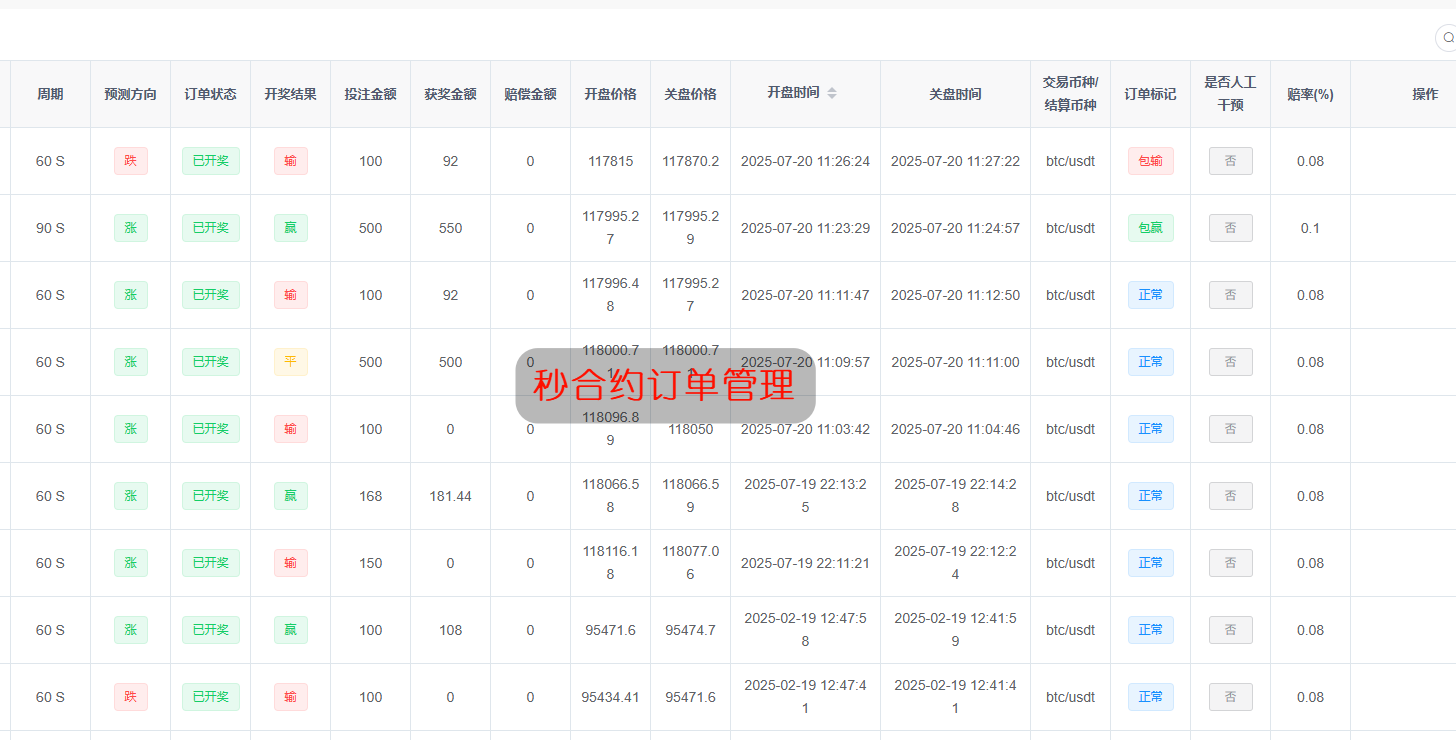 周期 预测方向 订单状态 开奖结果 投注金额 获奖金额 赔偿金额 开盘价格 关盘价格 开盘时间 关盘时间 交易币种/结算币种 订单标记 是否人工干预 赔率(%) 操作
60 S 跌 已开奖 输 100 92 0 117815 117870.2 2025-07-20 11:26:24 2025-07-20 11:27:22 btc/usdt 包输 否 0.08
90 S 涨 已开奖 赢 500 550 0 117995.27 117995.29 2025-07-20 11:23:29 2025-07-20 11:24:57 btc/usdt 包赢 否 0.1
60 S 涨 已开奖 输 100 92 0 117996.48 117995.27 2025-07-20 11:11:47 2025-07-20 11:12:50 btc/usdt 正常 否 0.08
60 S 涨 已开奖 平 500 500 0 118000.71 118000.71 2025-07-20 11:09:57 2025-07-20 11:11:00 btc/usdt 正常 否 0.08
秒合约订单管理
60 S 涨 已开奖 输 100 0 0 118096.89 118050 2025-07-20 11:03:42 2025-07-20 11:04:46 btc/usdt 正常 否 0.08
60 S 涨 已开奖 赢 168 181.44 0 118066.58 118066.59 2025-07-19 22:13:25 2025-07-19 22:14:28 btc/usdt 正常 否 0.08
60 S 涨 已开奖 输 150 0 0 118116.18 118077.06 2025-07-19 22:11:21 2025-07-19 22:12:24 btc/usdt 正常 否 0.08
60 S 涨 已开奖 赢 100 108 0 95471.6 95474.7 2025-02-19 12:47:58 2025-02-19 12:41:59 btc/usdt 正常 否 0.08
60 S 跌 已开奖 输 100 0 0 95434.41 95471.6 2025-02-19 12:47:41 2025-02-19 12:41:41 btc/usdt 正常 否 0.08